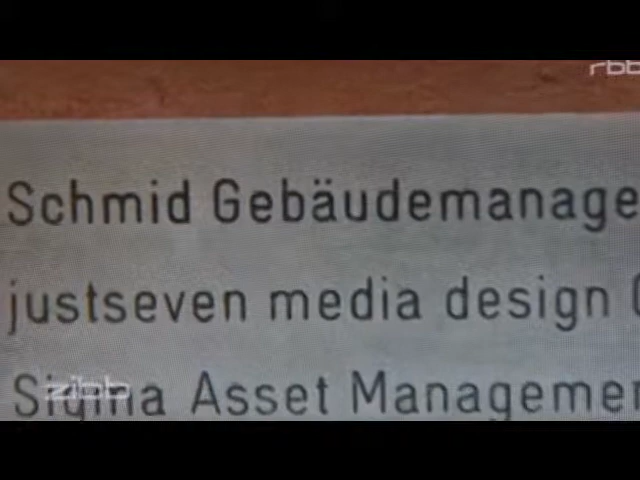 rbb
Schmid Gebäudemanage
justseven media design
Sigma Asset Managemen
zibb